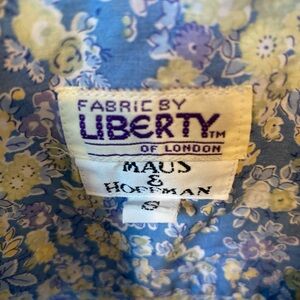 FABRIC BY
LIBERTY TM
OF LONDON
MAUS
&
HOFFMAN
S